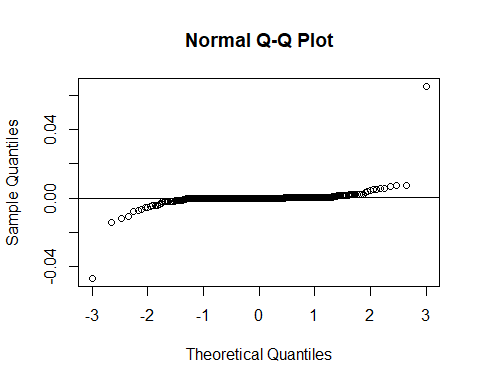 Normal Q-Q Plot
Sample Quantiles
0.04
0.00
-0.04
-3 -2 -1 0 1 2 3
Theoretical Quantiles